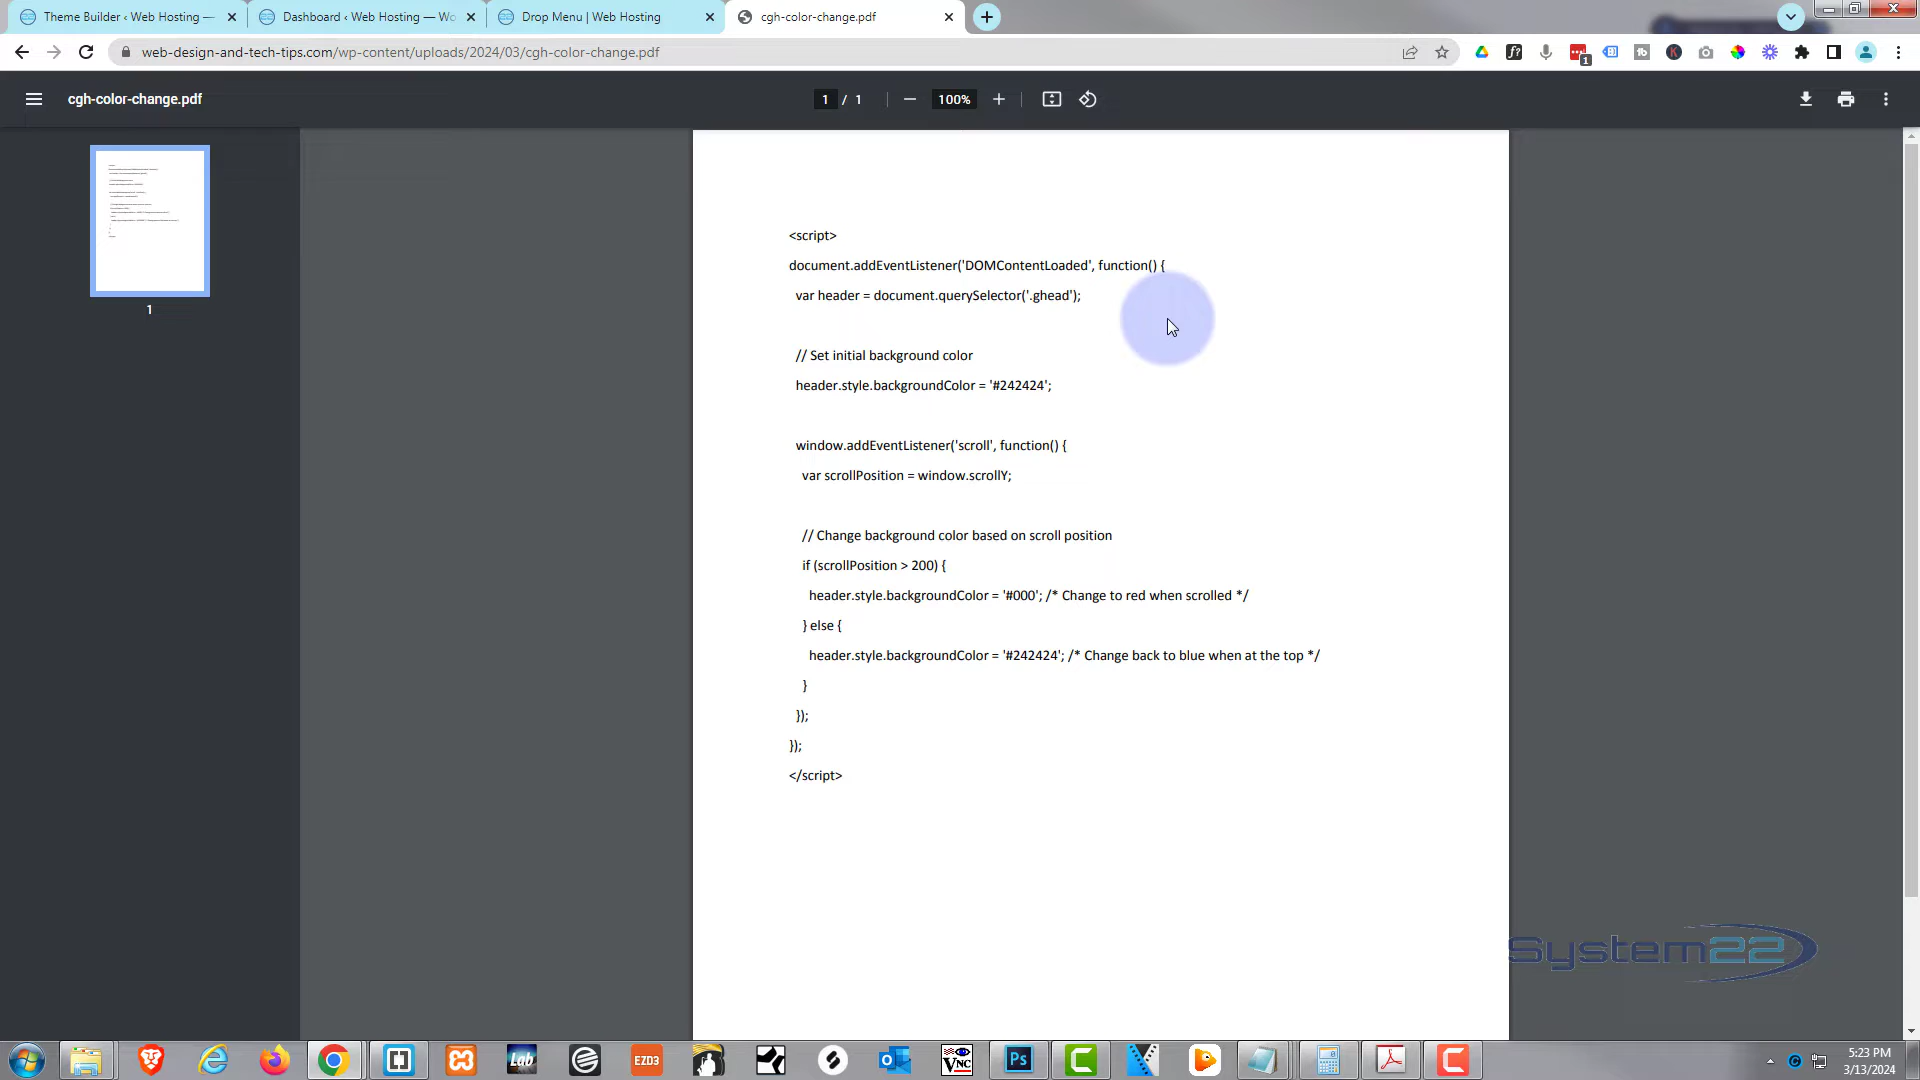 Theme Builder ‹ Web Hosting —
Dashboard ‹ Web Hosting — Wo
Drop Menu | Web Hosting
cgh-color-change.pdf
web-design-and-tech-tips.com/wp-content/uploads/2024/03/cgh-color-change.pdf
cgh-color-change.pdf
1 / 1
100%
1
<script>
document.addEventListener('DOMContentLoaded', function() {
var header = document.querySelector('.ghead');
// Set initial background color
header.style.backgroundColor = '#242424';
window.addEventListener('scroll', function() {
var scrollPosition = window.scrollY;
// Change background color based on scroll position
if (scrollPosition > 200) {
header.style.backgroundColor = '#000'; /* Change to red when scrolled */
} else {
header.style.backgroundColor = '#242424'; /* Change back to blue when at the top */
}
});
});
</script>
System22
Lab
EZD3
VNC
Ps
5:23 PM
3/13/2024